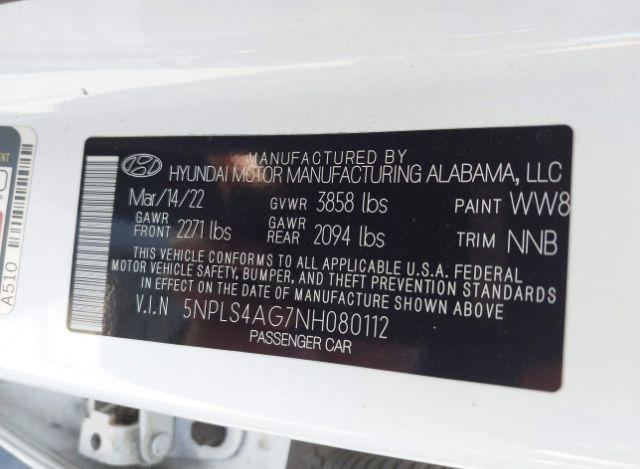 MANUFACTURED BY
HYUNDAI MOTOR MANUFACTURING ALABAMA, LLC
Mar/14/22 GVWR 3858 lbs PAINT WW8
GAWR FRONT 2271 lbs GAWR REAR 2094 lbs TRIM NNB
THIS VEHICLE CONFORMS TO ALL APPLICABLE U.S.A. FEDERAL
MOTOR VEHICLE SAFETY, BUMPER, AND THEFT PREVENTION STANDARDS
IN EFFECT ON THE DATE OF MANUFACTURE SHOWN ABOVE
V.I.N 5NPLS4AG7NH080112
PASSENGER CAR
A510